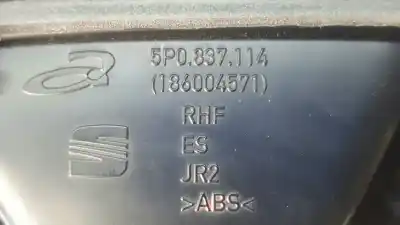 5P0.837.114
(186004571)
RHF
ES
JR2
>ABS<